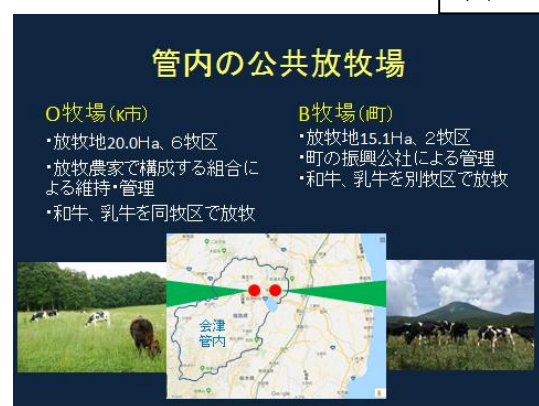 管内の公共放牧場
O牧場(K市)
・放牧地20.0Ha、6牧区
・放牧農家で構成する組合に
よる維持・管理
・和牛、乳牛を同牧区で放牧
B牧場(I町)
・放牧地15.1Ha、2牧区
・町の振興公社による管理
・和牛、乳牛を別牧区で放牧
会津
管内
Google